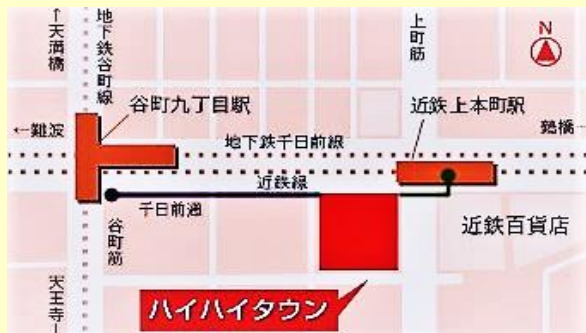 ↑天満橋
地下鉄谷町線
上町筋
N
谷町九丁目駅
近鉄上本町駅
←難波
地下鉄千日前線
鶴橋→
近鉄線
千日前通
谷町筋
近鉄百貨店
天王寺↓
ハイハイタウン